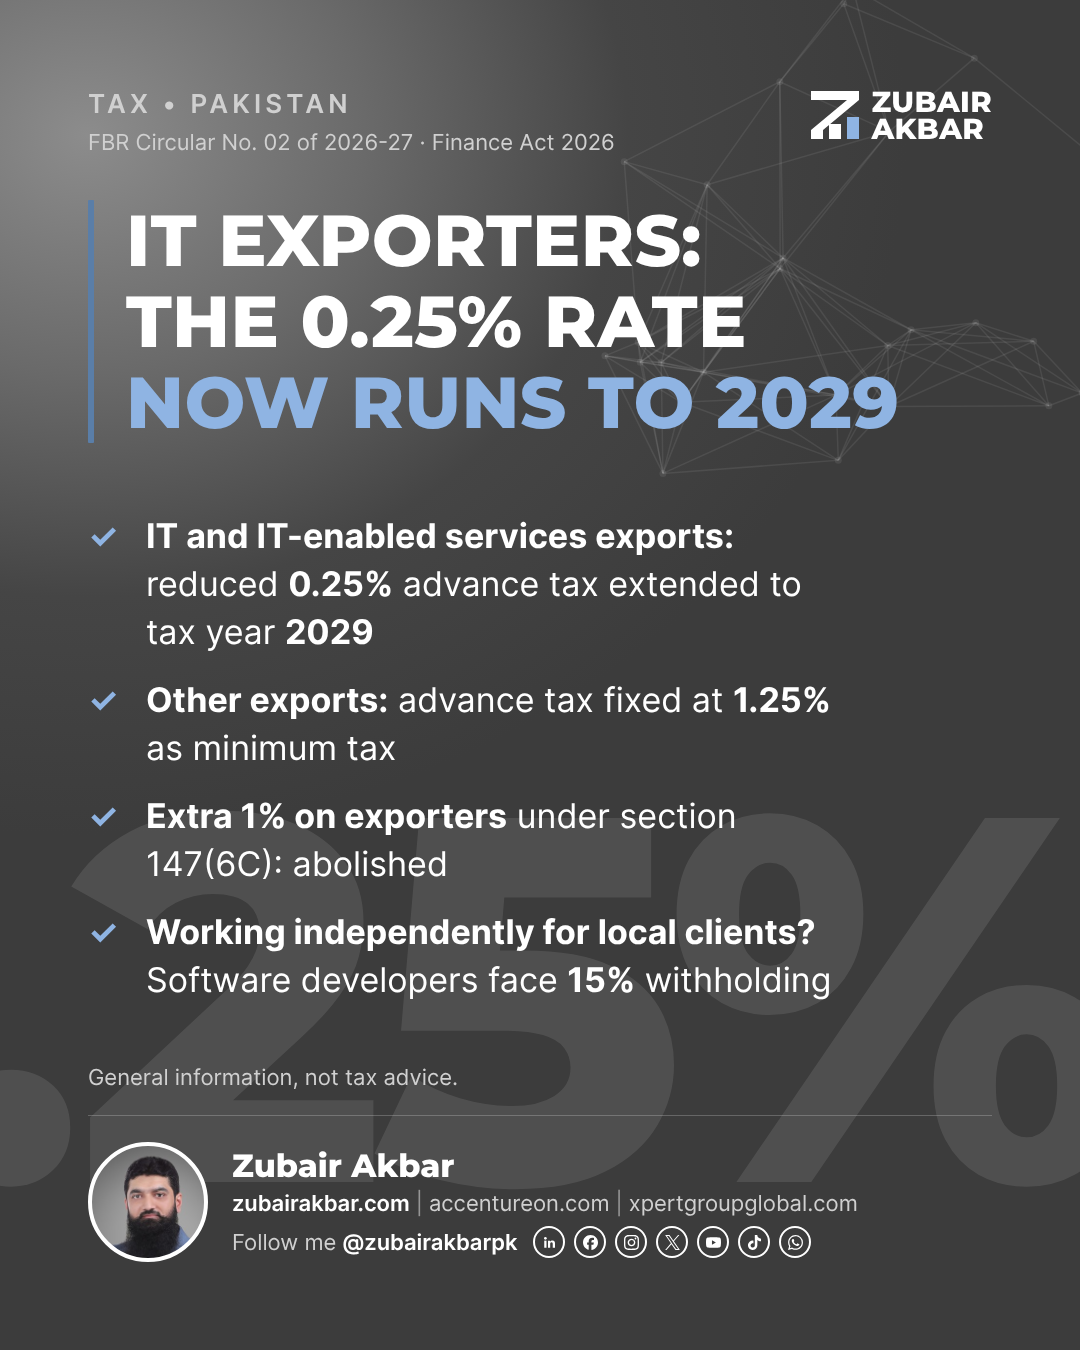 TAX • PAKISTAN
FBR Circular No. 02 of 2026-27 · Finance Act 2026
ZUBAIR
AKBAR
IT EXPORTERS:
THE 0.25% RATE
NOW RUNS TO 2029
IT and IT-enabled services exports:
reduced 0.25% advance tax extended to
tax year 2029
Other exports: advance tax fixed at 1.25%
as minimum tax
Extra 1% on exporters under section
147(6C): abolished
Working independently for local clients?
Software developers face 15% withholding
.25%
General information, not tax advice.
Zubair Akbar
zubairakbar.com | accentureon.com | xpertgroupglobal.com
Follow me @zubairakbarpk